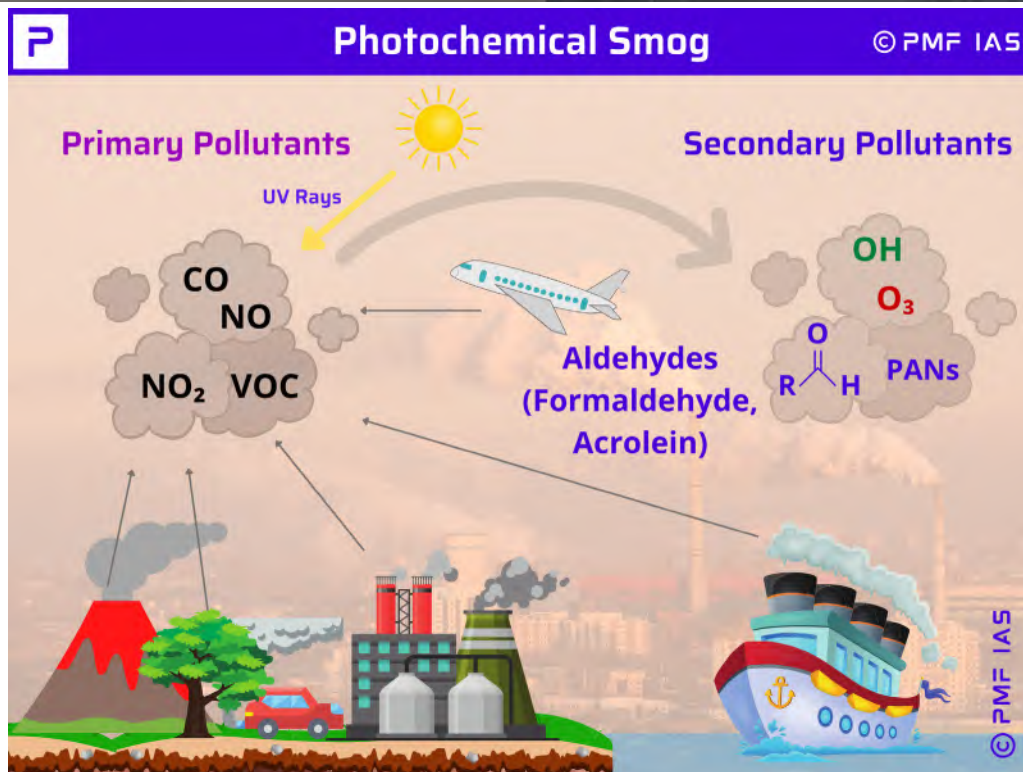 P
Photochemical Smog
© PMF IAS
Primary Pollutants
Secondary Pollutants
UV Rays
CO
NO
NO₂
VOC
Aldehydes
(Formaldehyde,
Acrolein)
OH
O₃
O
R
H
PANs
© PMF IAS